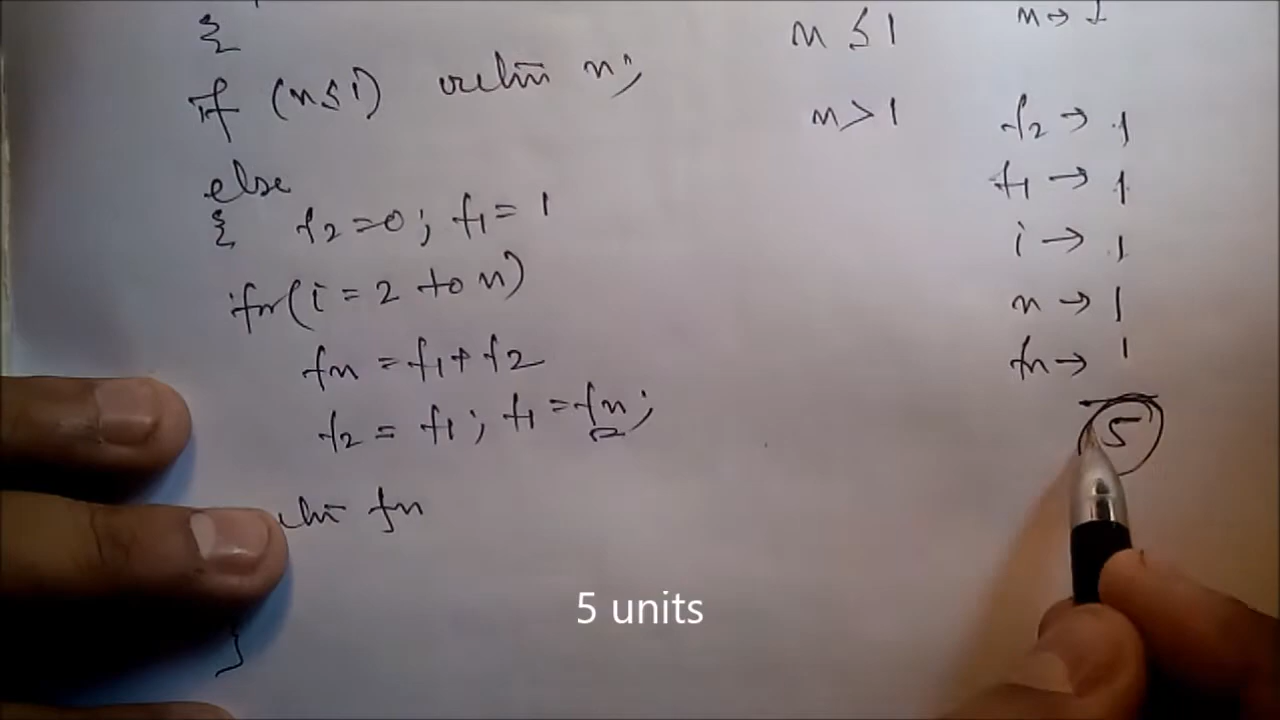 {
if (n≤1) return n;
else
{ f2=0; f1=1
for(i=2 to n)
fn=f1+f2
f2=f1; f1=fn;
fn
}
n≤1 n→1
n>1 f2→1
f1→1
i→1
n→1
fn→1
5
5 units